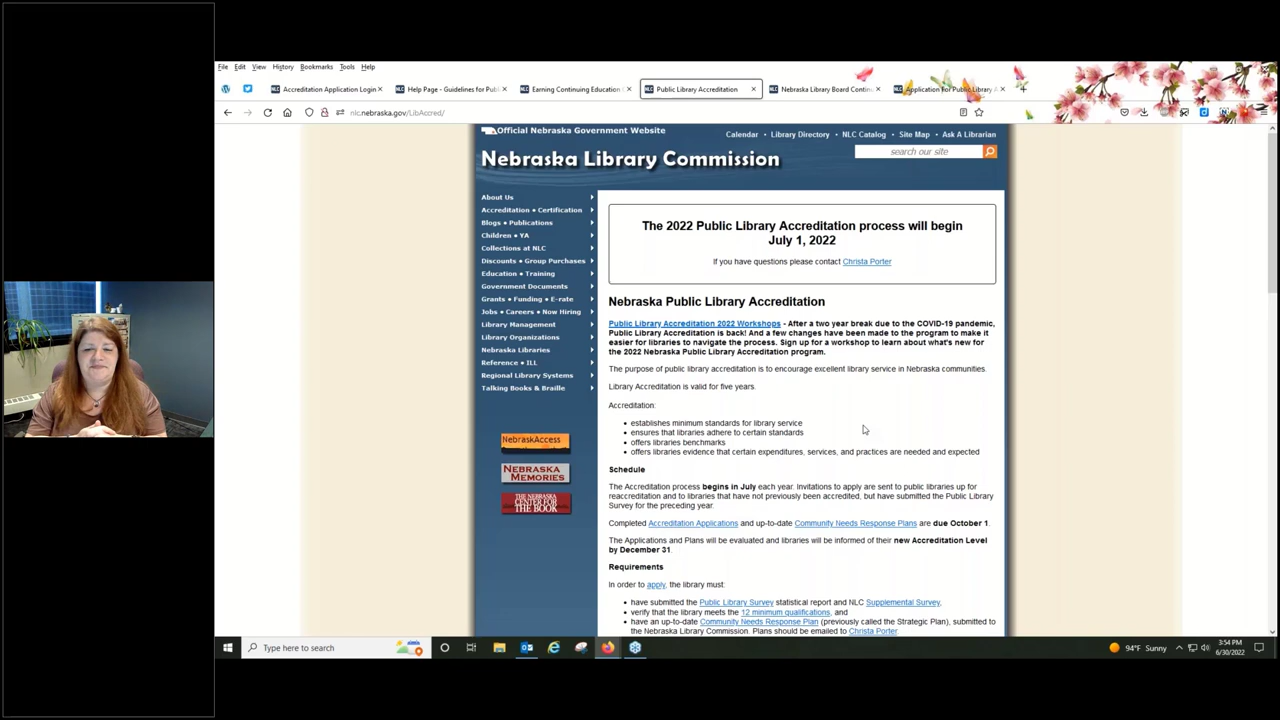 File Edit View History Bookmarks Tools Help
Accreditation Application Login
Help Page - Guidelines for Publ
Earning Continuing Education
Public Library Accreditation
Nebraska Library Board Contin
Application For Public Library A
nlc.nebraska.gov/LibAccred/
Official Nebraska Government Website
Calendar • Library Directory • NLC Catalog • Site Map • Ask A Librarian
Nebraska Library Commission
search our site
About Us
Accreditation • Certification
Blogs • Publications
Children • YA
Collections at NLC
Discounts • Group Purchases
Education • Training
Government Documents
Grants • Funding • E-rate
Jobs • Careers • Now Hiring
Library Management
Library Organizations
Nebraska Libraries
Reference • ILL
Regional Library Systems
Talking Books & Braille
NebraskAccess
NEBRASKA
MEMORIES
THE NEBRASKA
CENTER FOR
THE BOOK
The 2022 Public Library Accreditation process will begin
July 1, 2022
If you have questions please contact Christa Porter
Nebraska Public Library Accreditation
Public Library Accreditation 2022 Workshops - After a two year break due to the COVID-19 pandemic,
Public Library Accreditation is back! And a few changes have been made to the program to make it
easier for libraries to navigate the process. Sign up for a workshop to learn about what's new for
the 2022 Nebraska Public Library Accreditation program.
The purpose of public library accreditation is to encourage excellent library service in Nebraska communities.
Library Accreditation is valid for five years.
Accreditation:
• establishes minimum standards for library service
• ensures that libraries adhere to certain standards
• offers libraries benchmarks
• offers libraries evidence that certain expenditures, services, and practices are needed and expected
Schedule
The Accreditation process begins in July each year. Invitations to apply are sent to public libraries up for
reaccreditation and to libraries that have not previously been accredited, but have submitted the Public Library
Survey for the preceding year.
Completed Accreditation Applications and up-to-date Community Needs Response Plans are due October 1.
The Applications and Plans will be evaluated and libraries will be informed of their new Accreditation Level
by December 31.
Requirements
In order to apply, the library must:
• have submitted the Public Library Survey statistical report and NLC Supplemental Survey,
• verify that the library meets the 12 minimum qualifications, and
• have an up-to-date Community Needs Response Plan (previously called the Strategic Plan), submitted to
the Nebraska Library Commission. Plans should be emailed to Christa Porter.
Type here to search
94°F Sunny
3:54 PM
6/30/2022